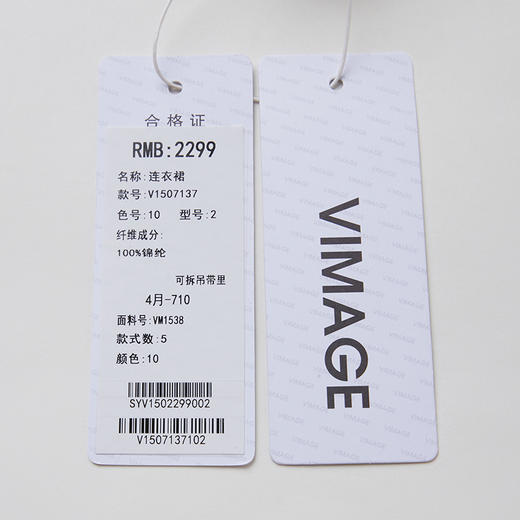 合格证
RMB:2299
名称:连衣裙
款号:V1507137
色号:10 型号:2
纤维成分:
100%锦纶
可拆吊带里
4月-710
面料号:VM1538
款式数:5
颜色:10
SYV1502299002
V1507137102
VIMAGE